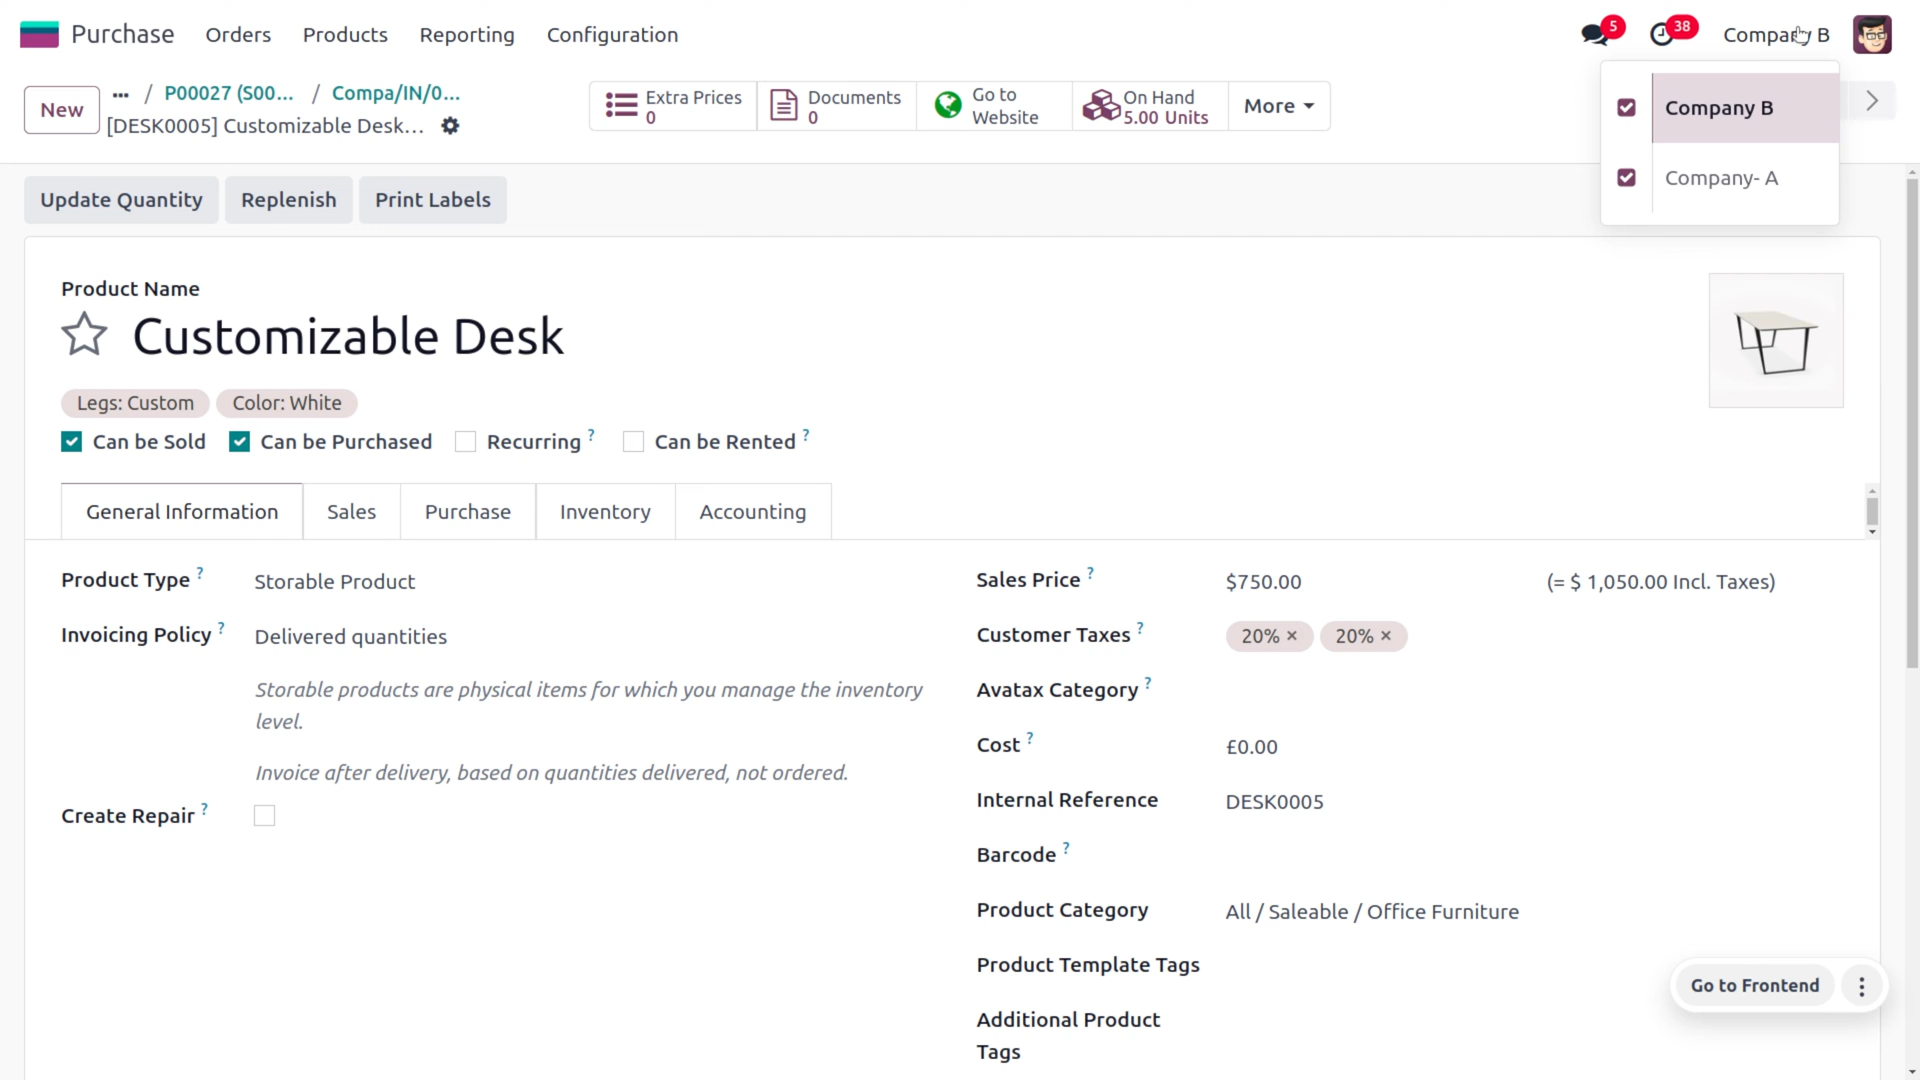 Purchase Orders Products Reporting Configuration 5 38 Company B
New ... / P00027 (S00... / Compa/IN/0...
[DESK0005] Customizable Desk...
Extra Prices 0
Documents 0
Go to Website
On Hand 5.00 Units
More
Company B
Company- A
Update Quantity Replenish Print Labels
Product Name
Customizable Desk
Legs: Custom Color: White
Can be Sold Can be Purchased Recurring ? Can be Rented ?
General Information Sales Purchase Inventory Accounting
Product Type ? Storable Product
Invoicing Policy ? Delivered quantities
Storable products are physical items for which you manage the inventory
level.
Invoice after delivery, based on quantities delivered, not ordered.
Create Repair ?
Sales Price ? $750.00 (= $ 1,050.00 Incl. Taxes)
Customer Taxes ? 20% × 20% ×
Avatax Category ?
Cost ? £0.00
Internal Reference DESK0005
Barcode ?
Product Category All / Saleable / Office Furniture
Product Template Tags
Additional Product
Tags
Go to Frontend